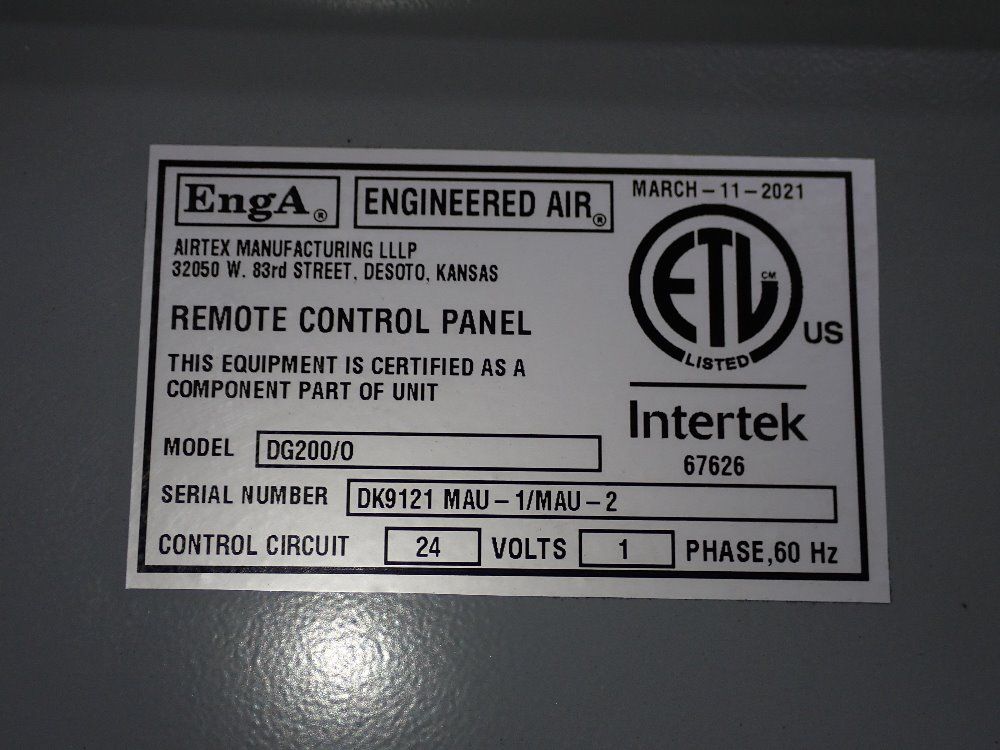 EngA®
ENGINEERED AIR®
MARCH-11-2021
AIRTEX MANUFACTURING LLLP
32050 W. 83rd STREET, DESOTO, KANSAS
REMOTE CONTROL PANEL
THIS EQUIPMENT IS CERTIFIED AS A
COMPONENT PART OF UNIT
ETL CM
LISTED
US
Intertek
67626
MODEL DG200/0
SERIAL NUMBER DK9121 MAU-1/MAU-2
CONTROL CIRCUIT 24 VOLTS 1 PHASE,60 Hz